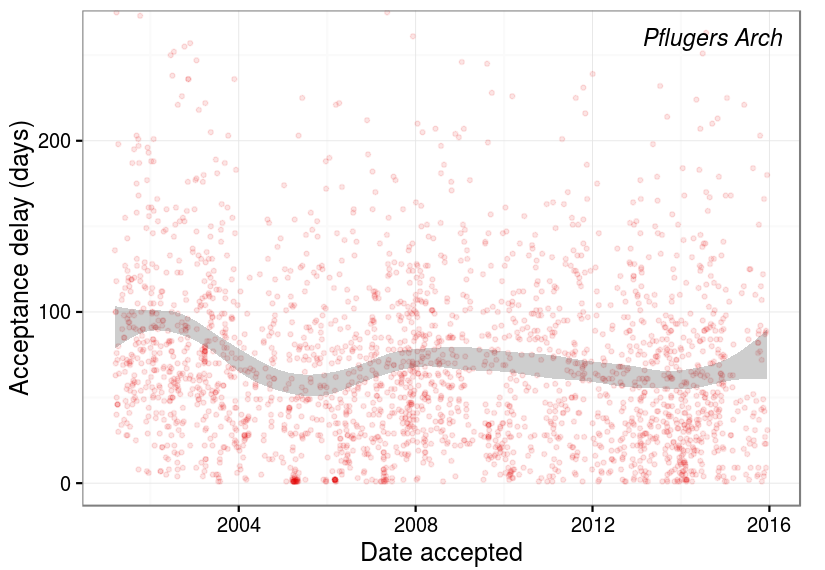 Pflugers Arch
Acceptance delay (days)
200
100
0
2004 2008 2012 2016
Date accepted